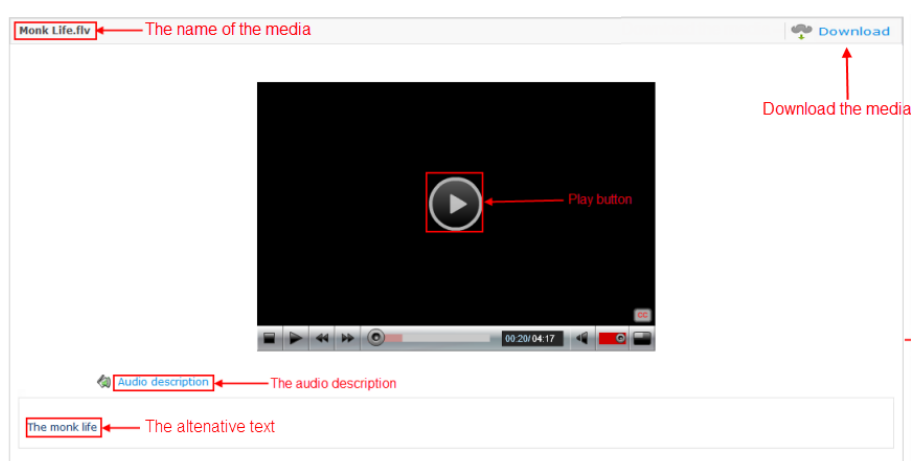 Monk Life.flv
The name of the media
Download
Download the media
Play button
CC
00:20/04:17
Audio description
The audio description
The monk life
The altenative text